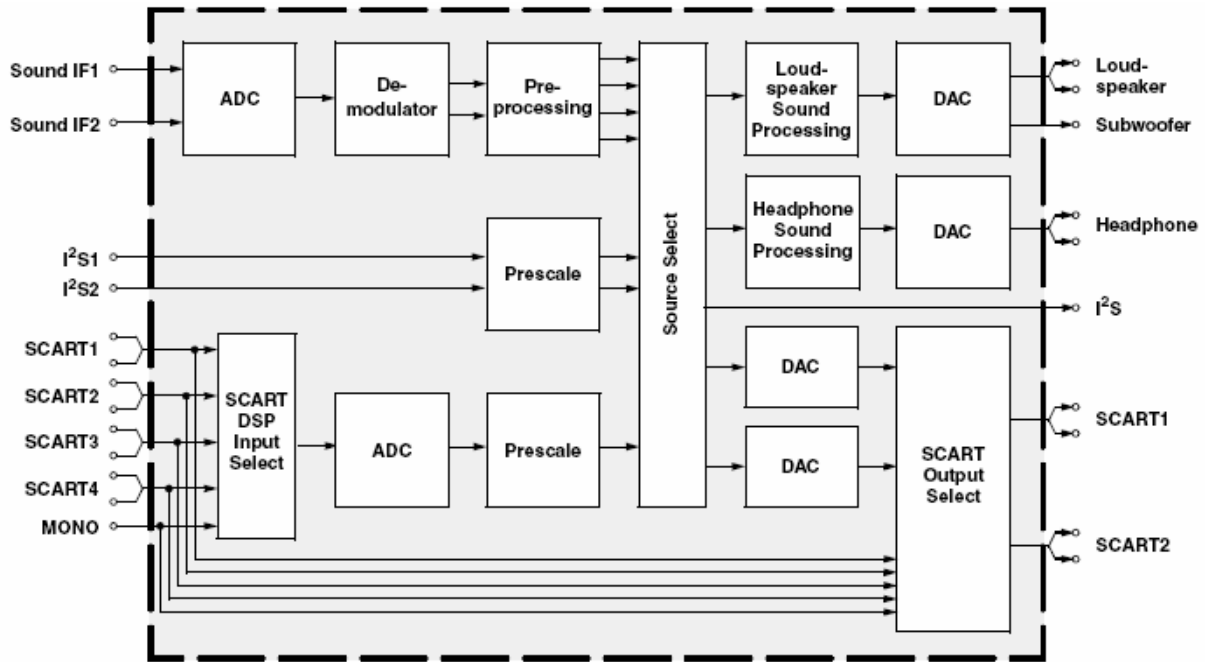 Sound IF1
Sound IF2
ADC
De-
modulator
Pre-
processing
Loud-
speaker
Sound
Processing
DAC
Loud-
speaker
Subwoofer
I²S1
I²S2
Prescale
Source Select
Headphone
Sound
Processing
DAC
Headphone
I²S
SCART1
SCART2
SCART3
SCART4
MONO
SCART
DSP
Input
Select
ADC
Prescale
DAC
DAC
SCART
Output
Select
SCART1
SCART2